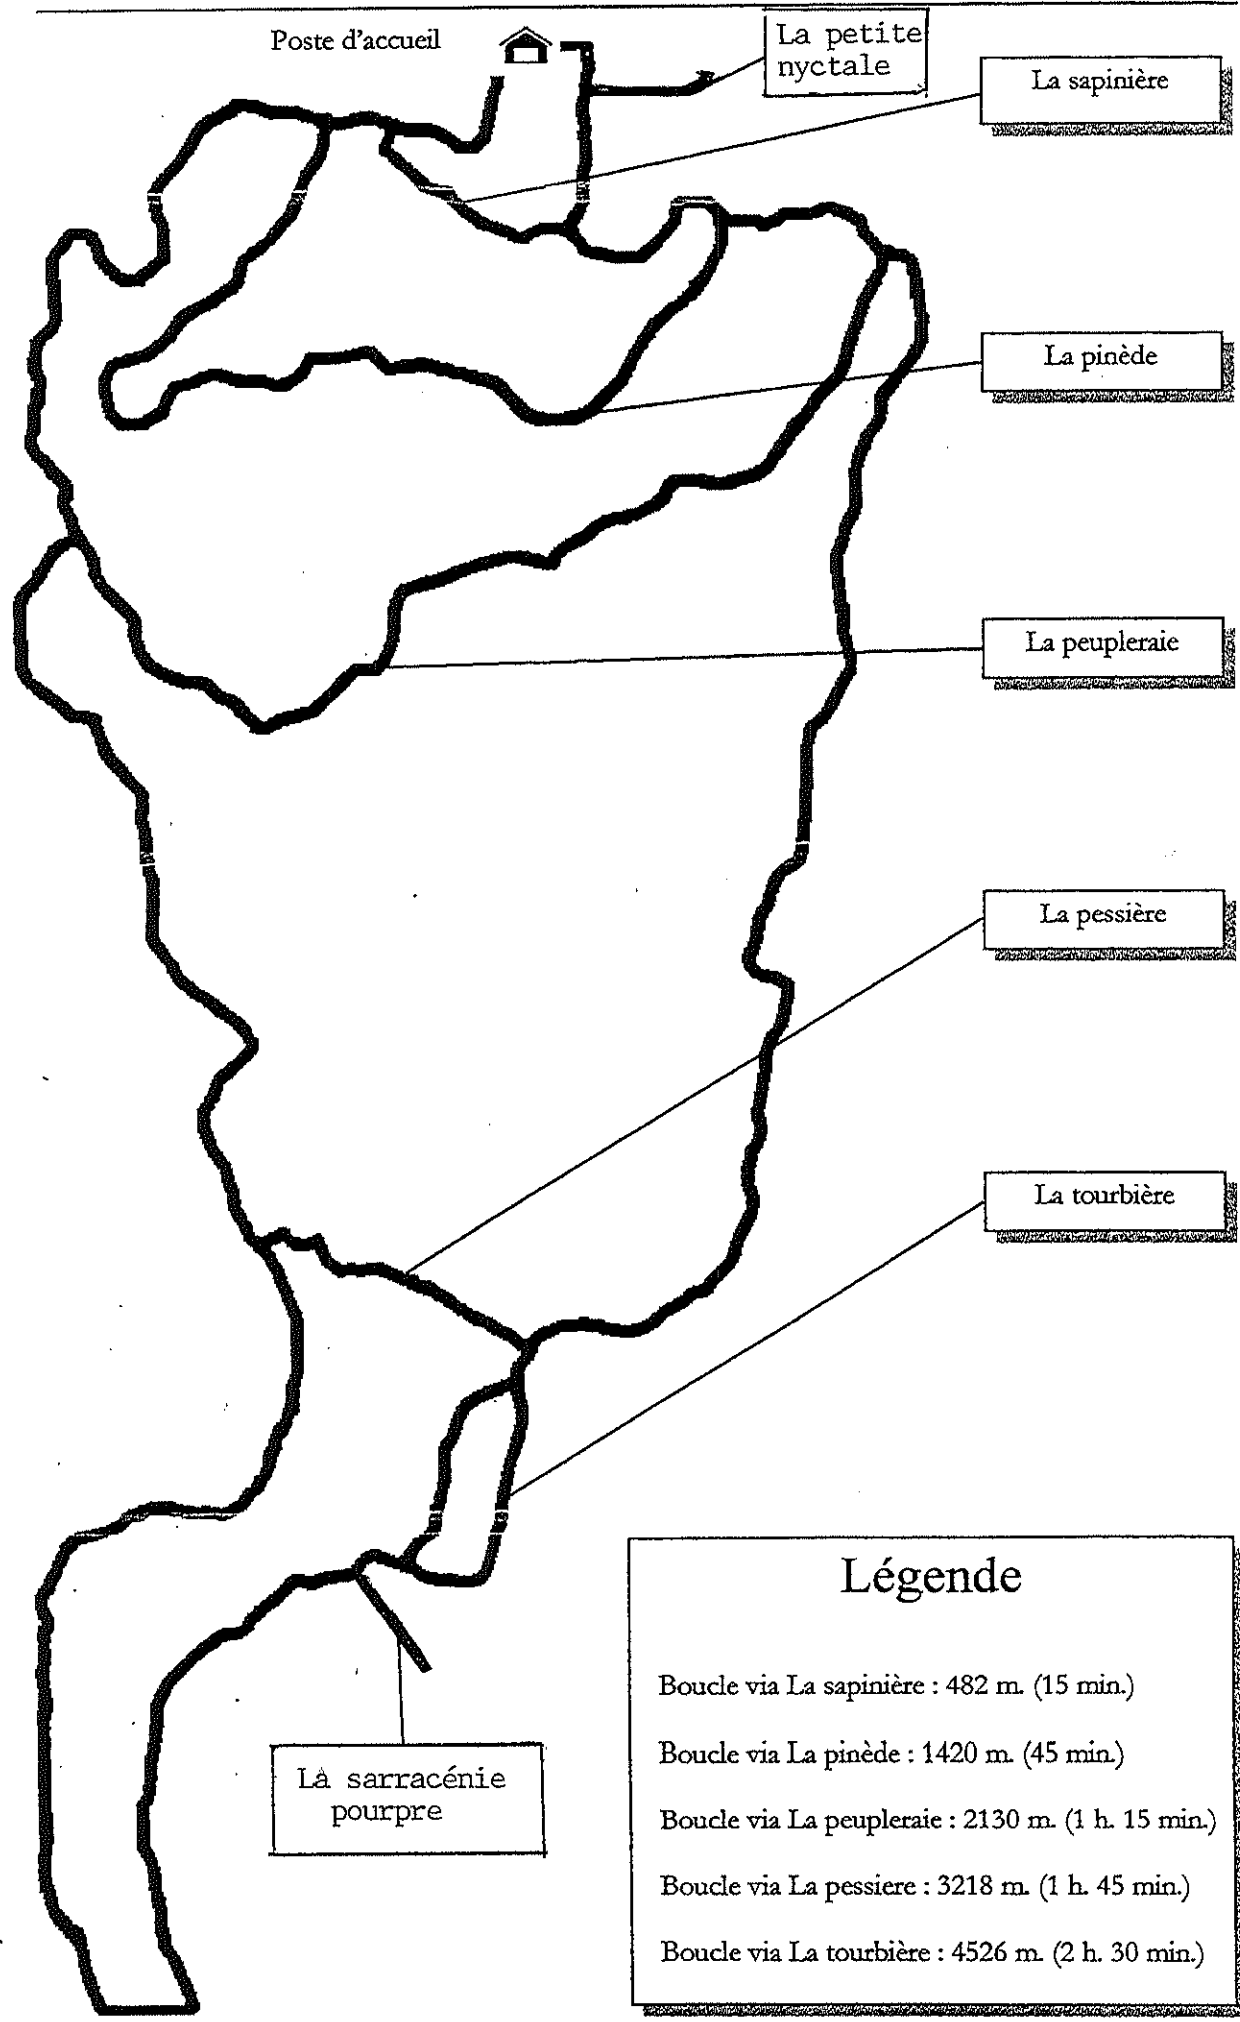 Poste d'accueil
La petite
nyctale
La sapinière
La pinède
La peupleraie
La pessière
La tourbière
Là sarracénie
pourpre
Légende
Boucle via La sapinière : 482 m. (15 min.)
Boucle via La pinède : 1420 m. (45 min.)
Boucle via La peupleraie : 2130 m. (1 h. 15 min.)
Boucle via La pessiere : 3218 m. (1 h. 45 min.)
Boucle via La tourbière : 4526 m. (2 h. 30 min.)